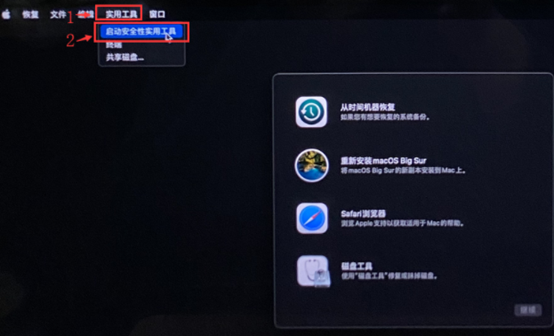 恢复 文件 编辑 实用工具 窗口
1
2
启动安全性实用工具
终端
共享磁盘...
从时间机器恢复
如果您有想要恢复的系统备份。
重新安装macOS Big Sur
将macOS Big Sur的新副本安装到Mac上。
Safari浏览器
浏览Apple支持以获取适用于Mac的帮助。
磁盘工具
使用“磁盘工具”修复或抹掉磁盘。
继续